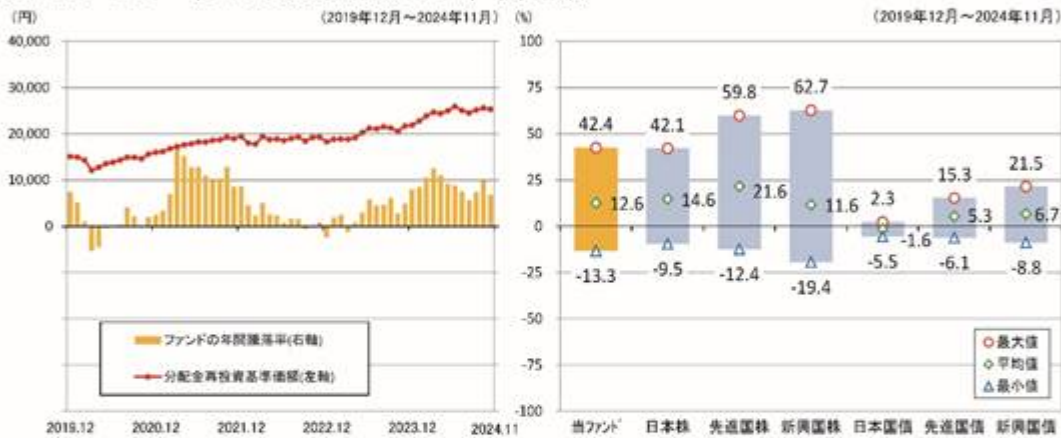 (円)
(2019年12月～2024年11月)
40,000
30,000
20,000
10,000
0
ファンドの年間騰落率(右軸)
分配金再投資基準価額(左軸)
2019.12 2020.12 2021.12 2022.12 2023.12 2024.11
(%)
(2019年12月～2024年11月)
100
75
50
25
0
-25
-50
-75
-100
42.4 42.1 59.8 62.7 2.3 15.3 21.5
12.6 14.6 21.6 11.6 -1.6 5.3 6.7
-13.3 -9.5 -12.4 -19.4 -5.5 -6.1 -8.8
最大値
平均値
最小値
当ファンド 日本株 先進国株 新興国株 日本国債 先進国債 新興国債